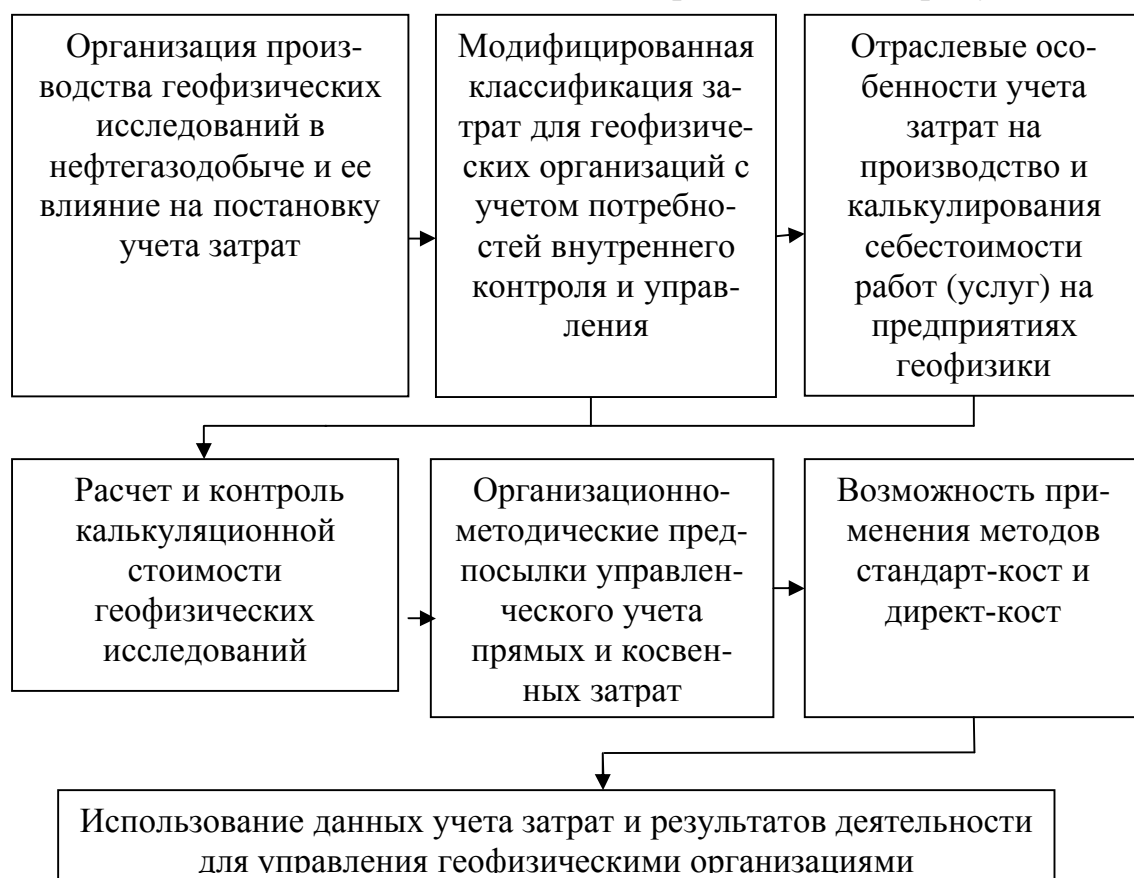 Организация произ-
водства геофизических
исследований в
нефтегазодобыче и ее
влияние на постановку
учета затрат
Модифицированная
классификация за-
трат для геофизиче-
ских организаций с
учетом потребно-
стей внутреннего
контроля и управ-
ления
Отраслевые осо-
бенности учета
затрат на
производство и
калькулирования
себестоимости
работ (услуг) на
предприятиях
геофизики
Расчет и контроль
калькуляционной
стоимости
геофизических
исследований
Организационно-
методические пред-
посылки управлен-
ческого учета
прямых и косвен-
ных затрат
Возможность при-
менения методов
стандарт-кост и
директ-кост
Использование данных учета затрат и результатов деятельности
для управления геофизическими организациями